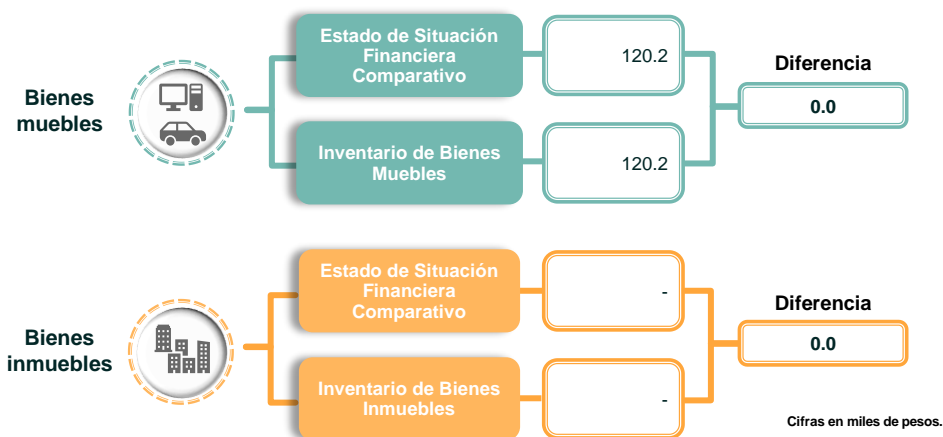 Bienes
muebles
Estado de Situación
Financiera
Comparativo
120.2
Inventario de Bienes
Muebles
120.2
Diferencia
0.0
Bienes
inmuebles
Estado de Situación
Financiera
Comparativo
-
Inventario de Bienes
Inmuebles
-
Diferencia
0.0
Cifras en miles de pesos.